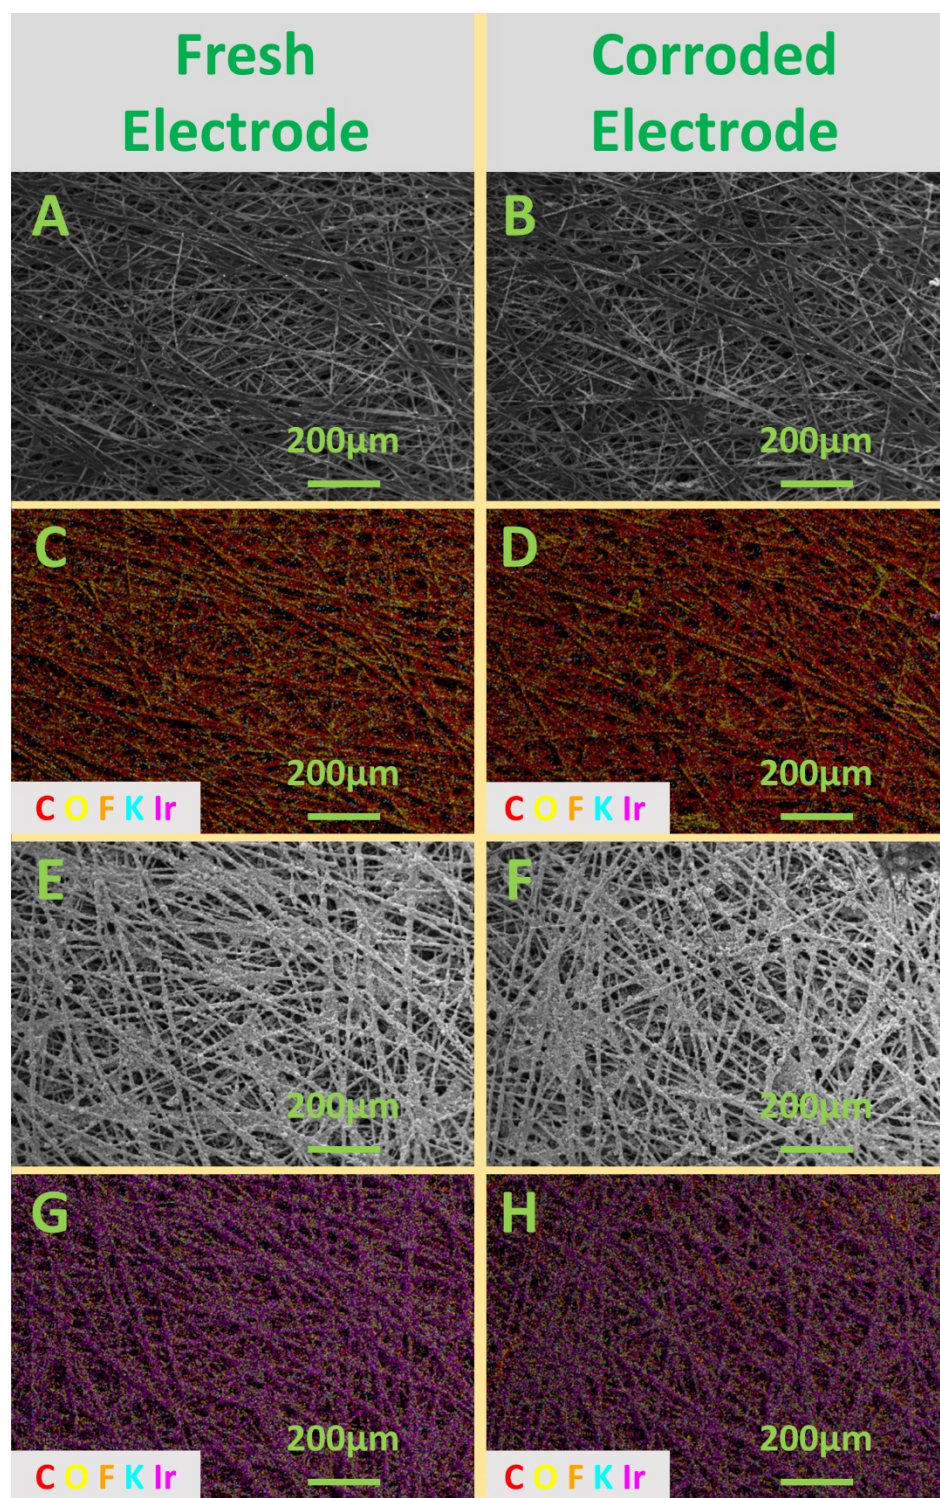 Fresh
Electrode
Corroded
Electrode
A
200µm
B
200µm
C
200µm
C O F K Ir
D
200µm
C O F K Ir
E
200µm
F
200µm
G
200µm
C O F K Ir
H
200µm
C O F K Ir